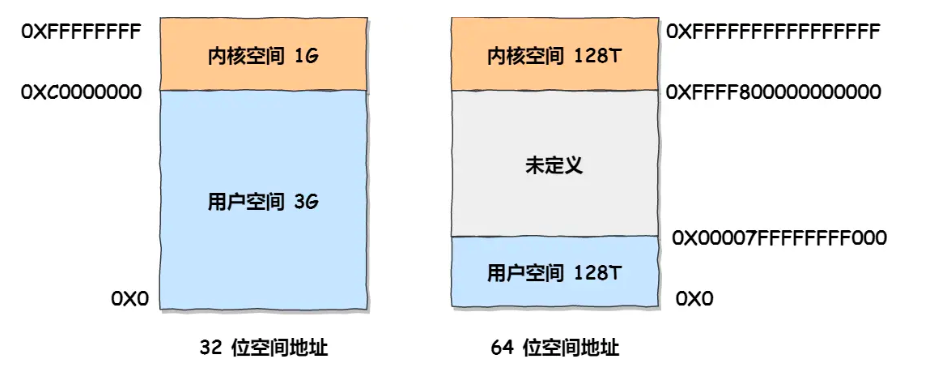 0XFFFFFFFF
内核空间 1G
0XC0000000
用户空间 3G
0X0
32 位空间地址
内核空间 128T
0XFFFFFFFFFFFFFFFF
0XFFFF800000000000
未定义
0X00007FFFFFFFF000
用户空间 128T
0X0
64 位空间地址